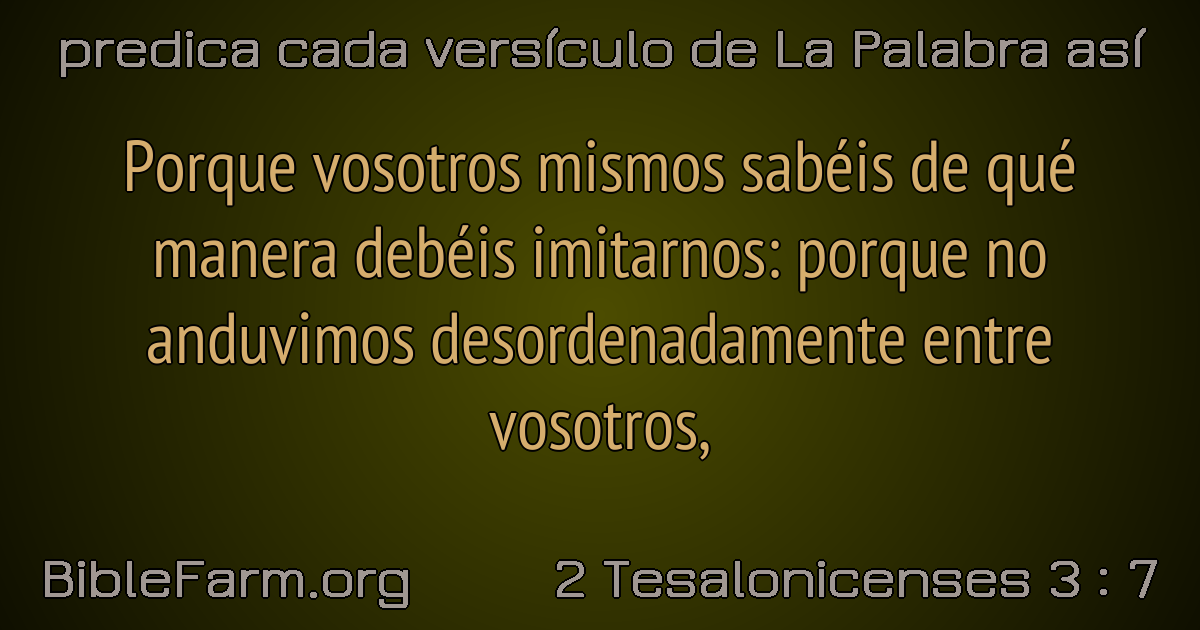 predica cada versículo de La Palabra así
Porque vosotros mismos sabéis de qué
manera debéis imitarnos: porque no
anduvimos desordenadamente entre
vosotros,
BibleFarm.org
2 Tesalonicenses 3 : 7